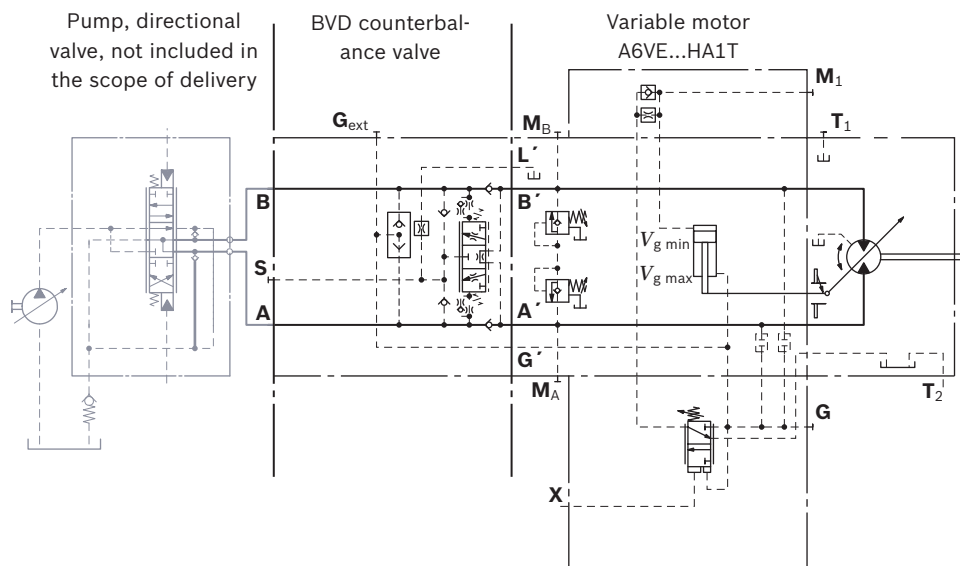 Pump, directional
valve, not included in
the scope of delivery
BVD counterbal-
ance valve
Variable motor
A6VE...HA1T
M1
Gext
MB
T1
L´
B
B´
Vg min
Vg max
S
A
A´
G´
MA
T2
G
X